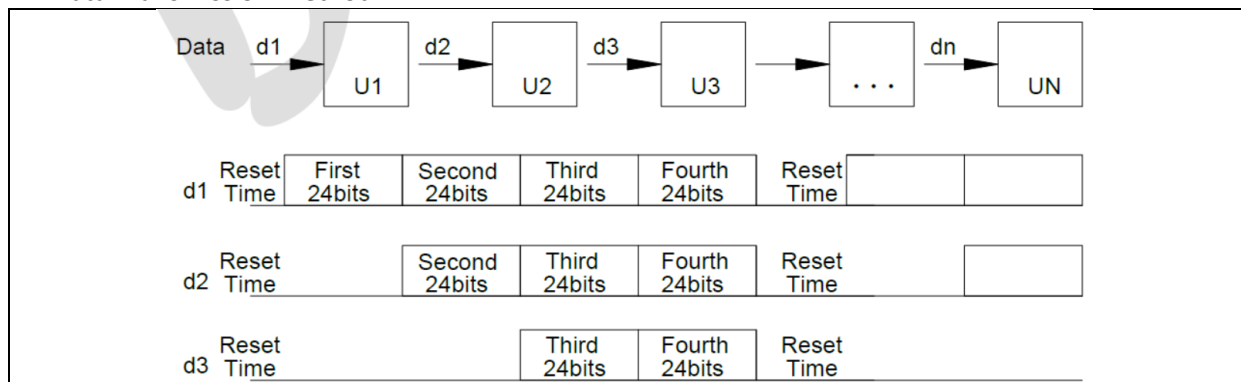 Data d1 d2 d3 dn
U1 U2 U3 ··· UN
Reset First Second Third Fourth Reset
d1 Time 24bits 24bits 24bits 24bits Time
Reset Second Third Fourth Reset
d2 Time 24bits 24bits 24bits Time
Reset Third Fourth Reset
d3 Time 24bits 24bits Time